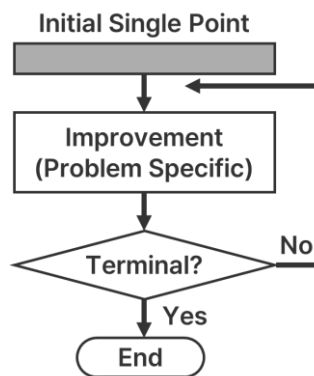 Initial Single Point
Improvement
(Problem Specific)
Terminal?
No
Yes
End